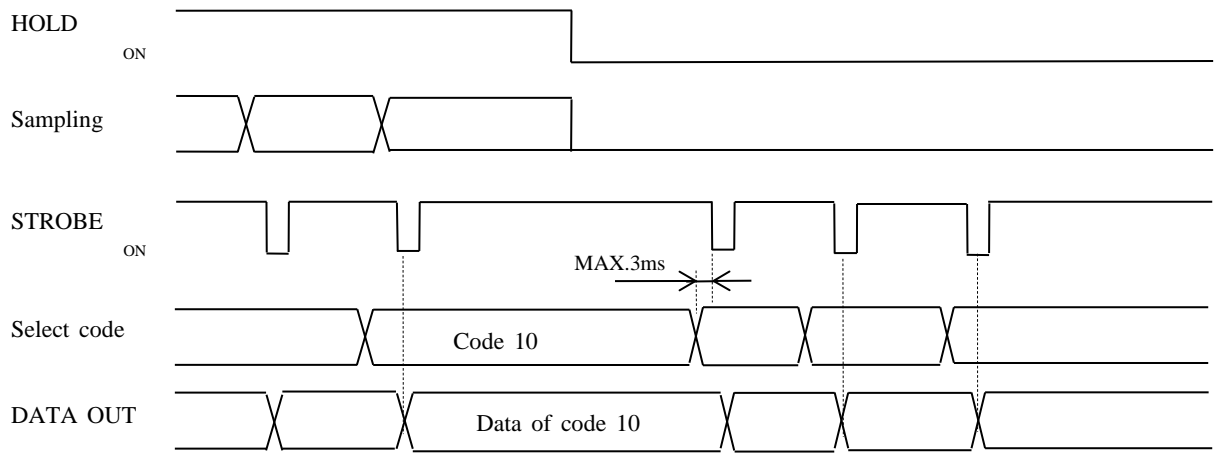 HOLD
ON
Sampling
STROBE
ON
MAX.3ms
Select code
Code 10
DATA OUT
Data of code 10